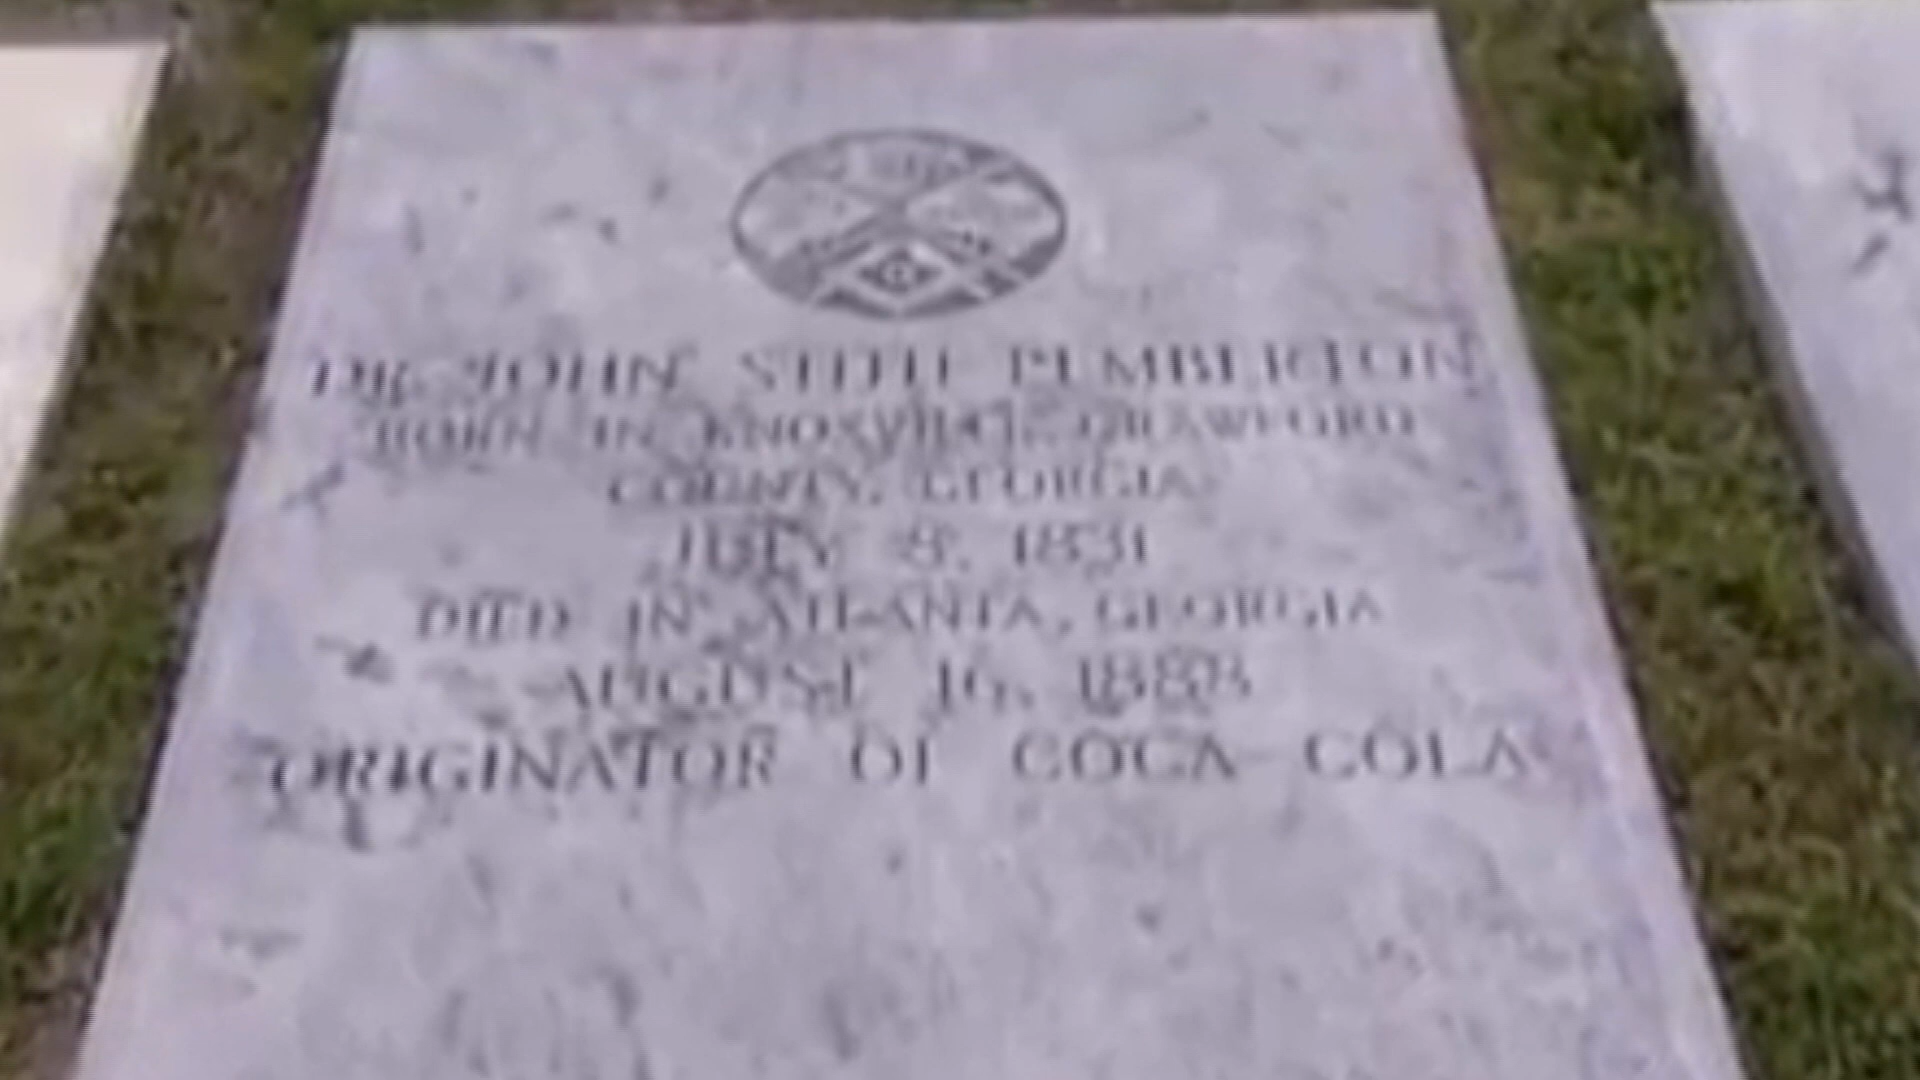 DR. JOHN STITH PEMBERTON
BORN IN KNOXVILLE, CRAWFORD
COUNTY, GEORGIA
JULY 8, 1831
DIED IN ATLANTA, GEORGIA
AUGUST 16, 1888
ORIGINATOR OF COCA-COLA